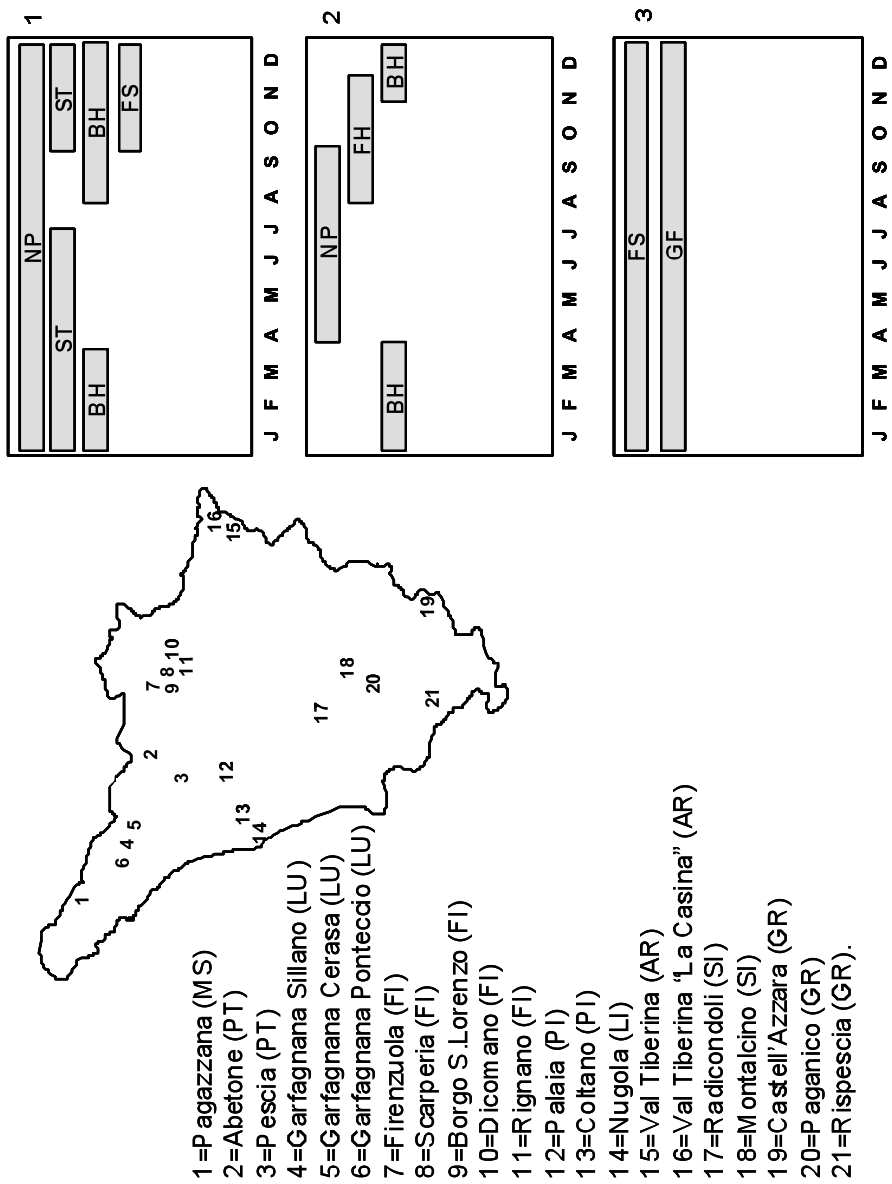 1=Pagazzana (MS)
2=Abetone (PT)
3=Pescia (PT)
4=Garfagnana Sillano (LU)
5=Garfagnana Cerasa (LU)
6=Garfagnana Ponteccio (LU)
7=Firenzuola (FI)
8=Scarperia (FI)
9=Borgo S.Lorenzo (FI)
10=Dicomano (FI)
11=Rignano (FI)
12=Palaia (PI)
13=Coltano (PI)
14=Nugola (LI)
15=Val Tiberina (AR)
16=Val Tiberina “La Casina” (AR)
17=Radicondoli (SI)
18=Montalcino (SI)
19=Castell'Azzara (GR)
20=Paganico (GR)
21=Rispescia (GR).
1
6 4 5
2
7
9 8 10
3
11
16
12
15
13
14
17
18
20
19
21
1
NP
ST ST
BH BH
FS
J F M A M J J A S O N D
2
NP
FH
BH BH
J F M A M J J A S O N D
3
FS
GF
J F M A M J J A S O N D